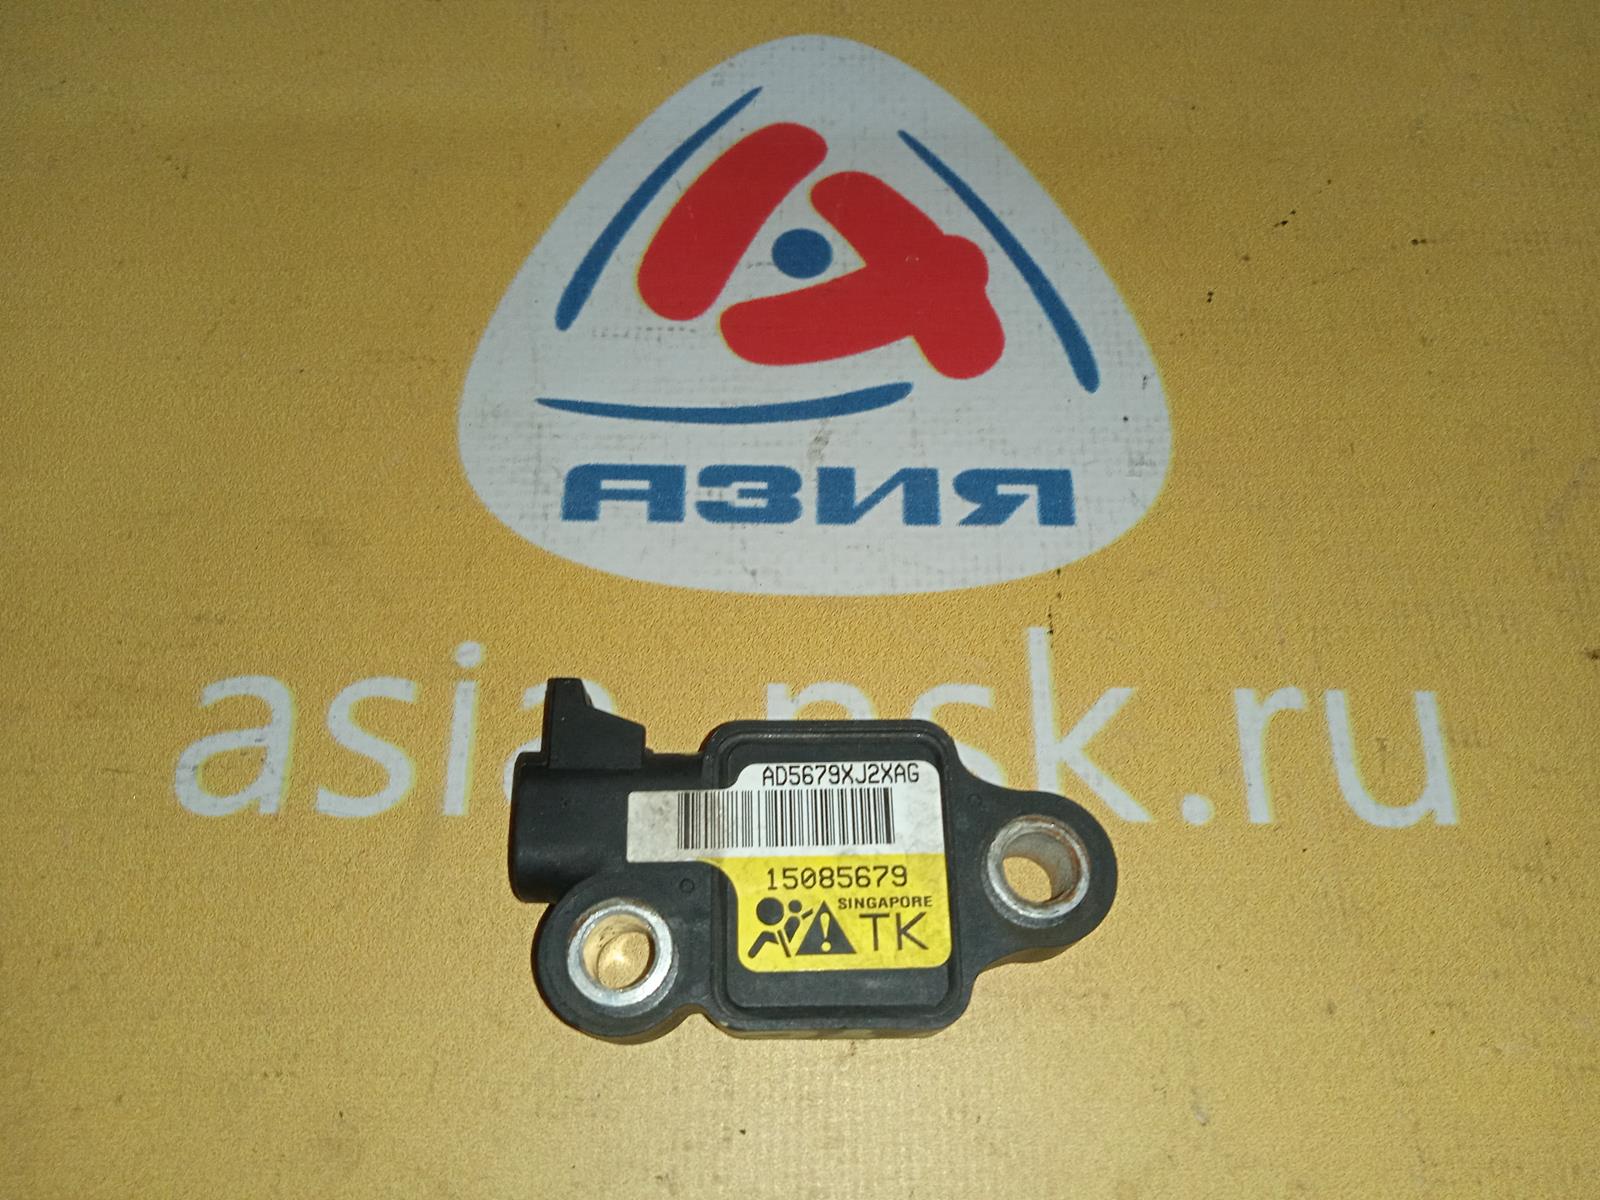 АЗИЯ
asia-nsk.ru
AD5679XJ2XAG
15085679
SINGAPORE
TK